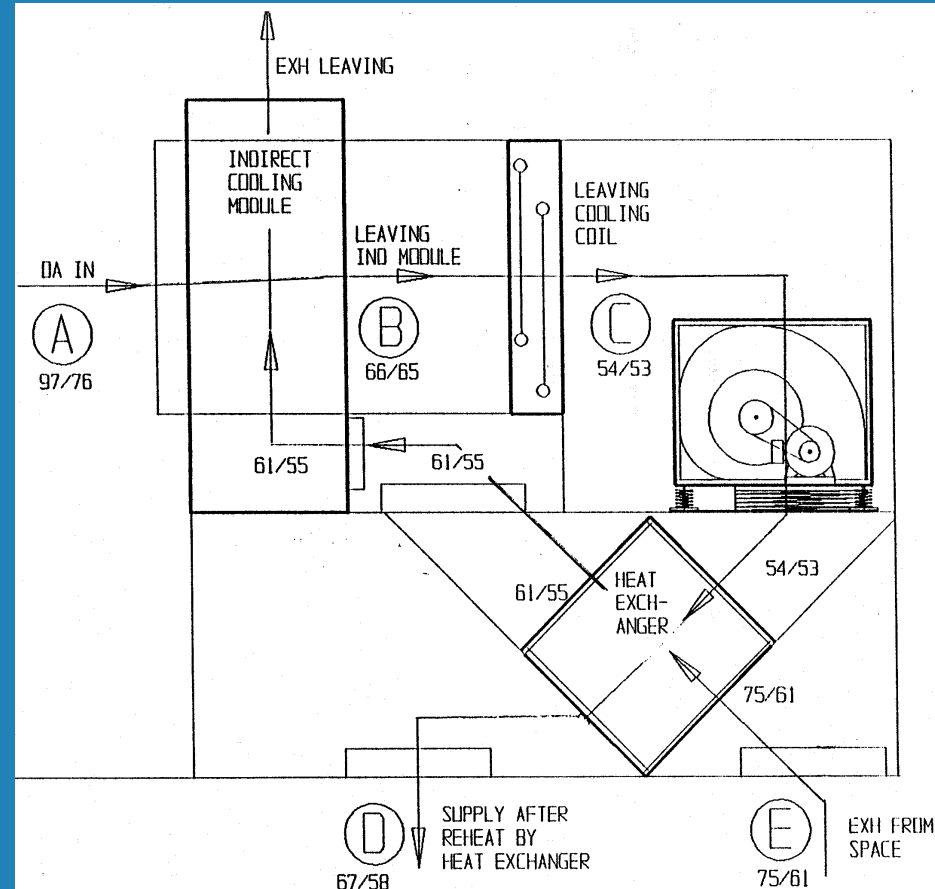 EXH LEAVING
INDIRECT
COOLING
MODULE
LEAVING
COOLING
COIL
LEAVING
IND MODULE
OA IN
A
97/76
B
66/65
C
54/53
61/55
61/55
54/53
61/55
HEAT
EXCH-
ANGER
75/61
D
67/58
SUPPLY AFTER
REHEAT BY
HEAT EXCHANGER
E
75/61
EXH FROM
SPACE